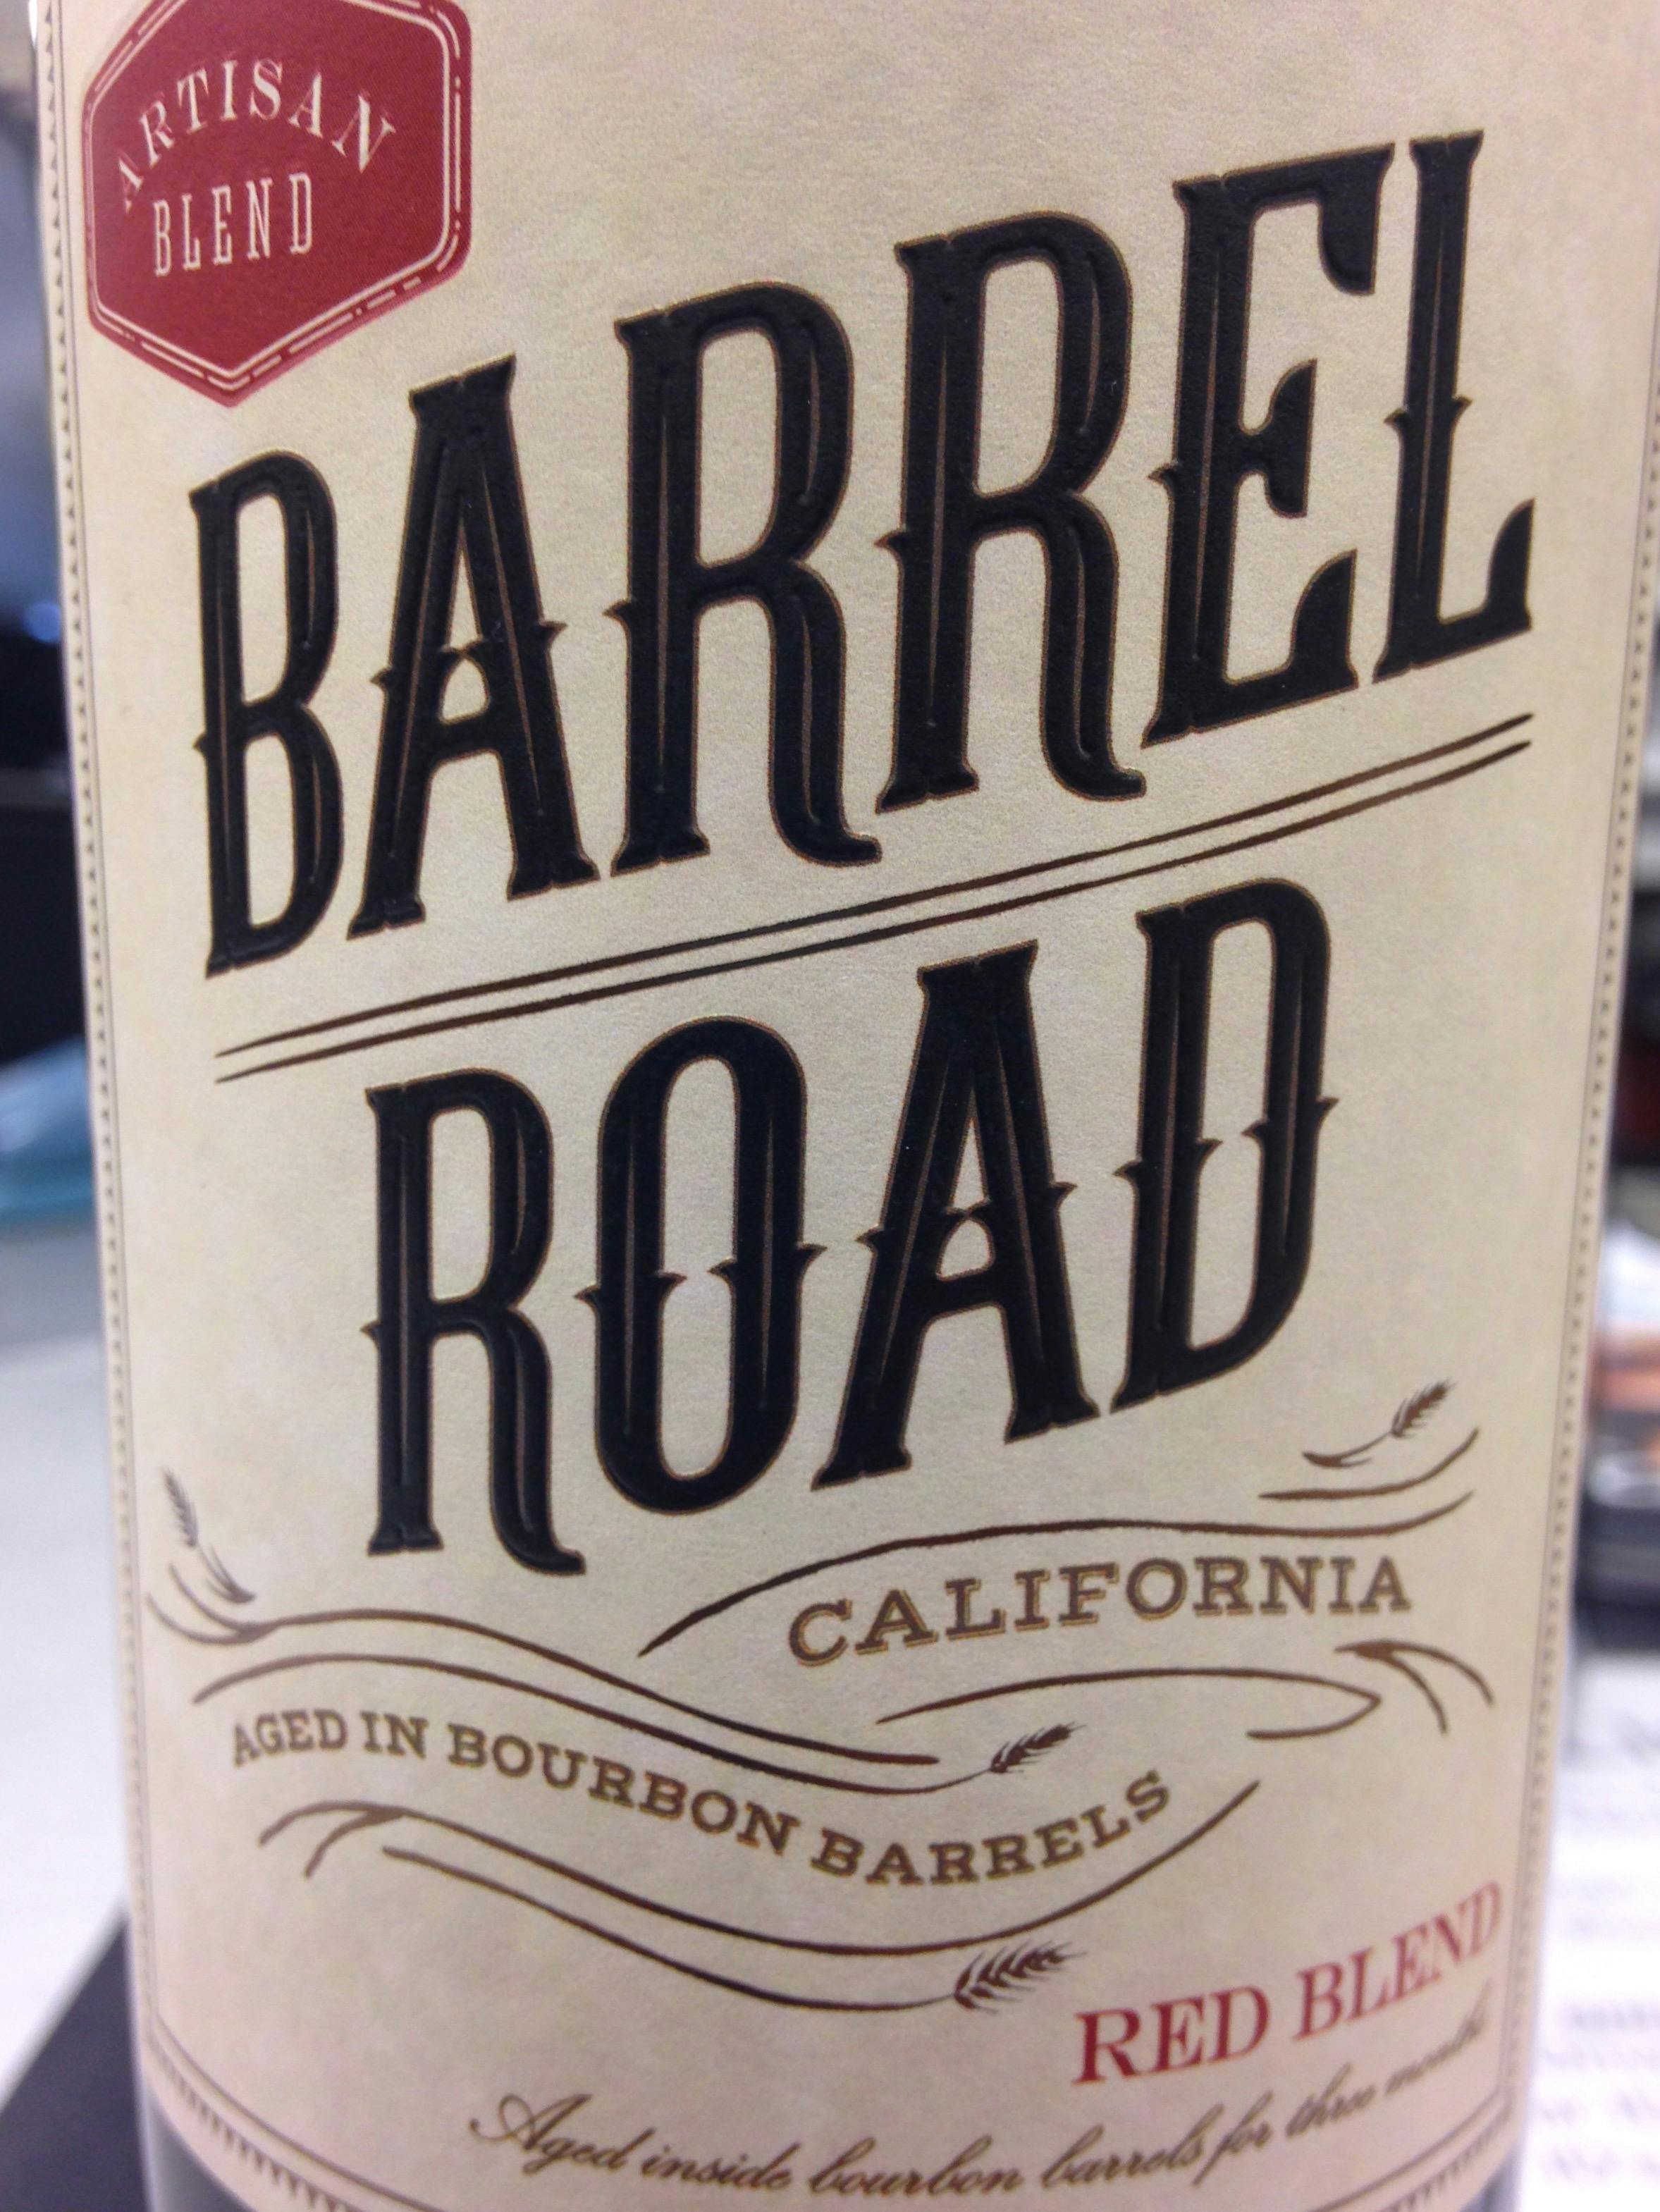 ARTISAN
BLEND
BARREL
ROAD
CALIFORNIA
AGED IN BOURBON BARRELS
RED BLEND
Aged inside bourbon barrels for three months.